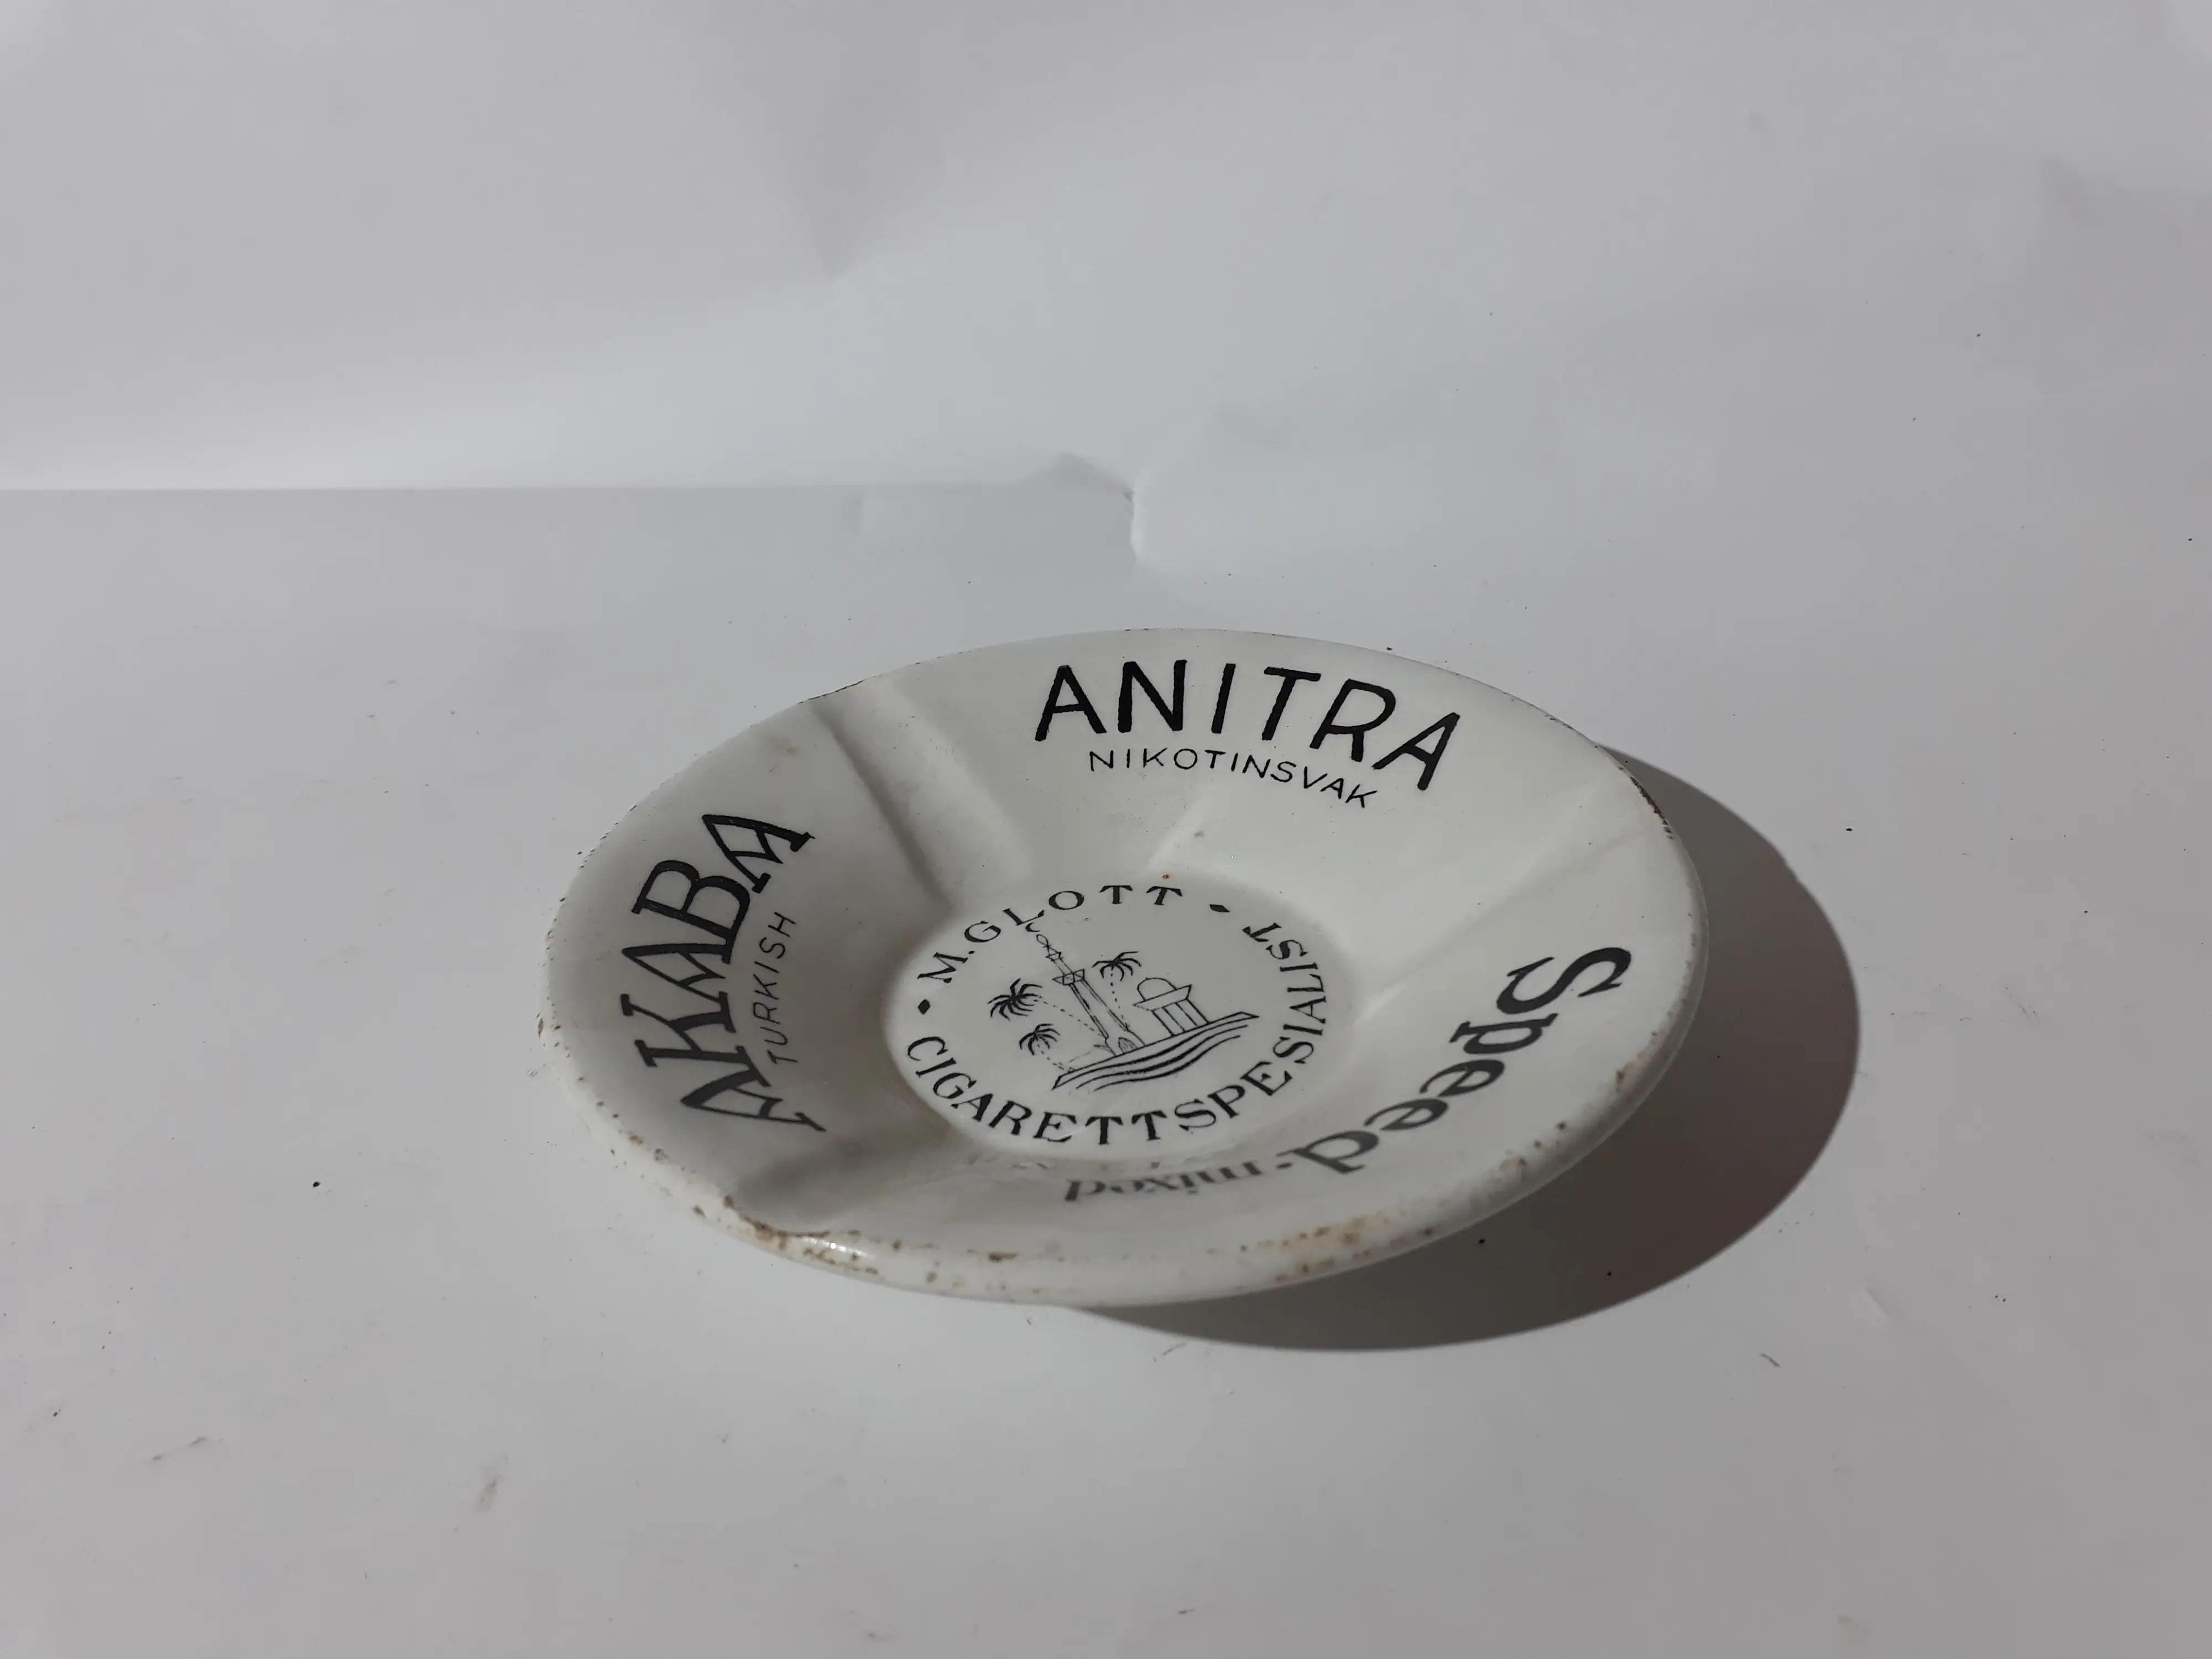 ANITRA
NIKOTINSVAK
AKABA
TURKISH
• M. GLOTT •
CIGARETTSPESIALIST
Speed-mixed